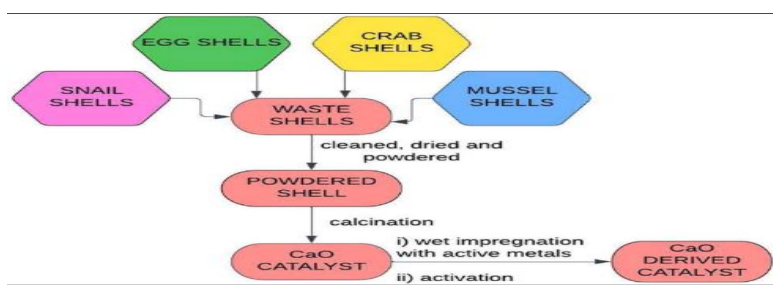 EGG SHELLS
CRAB
SHELLS
SNAIL
SHELLS
MUSSEL
SHELLS
WASTE
SHELLS
cleaned, dried and
powdered
POWDERED
SHELL
calcination
CaO
CATALYST
i) wet impregnation
with active metals
ii) activation
CaO
DERIVED
CATALYST